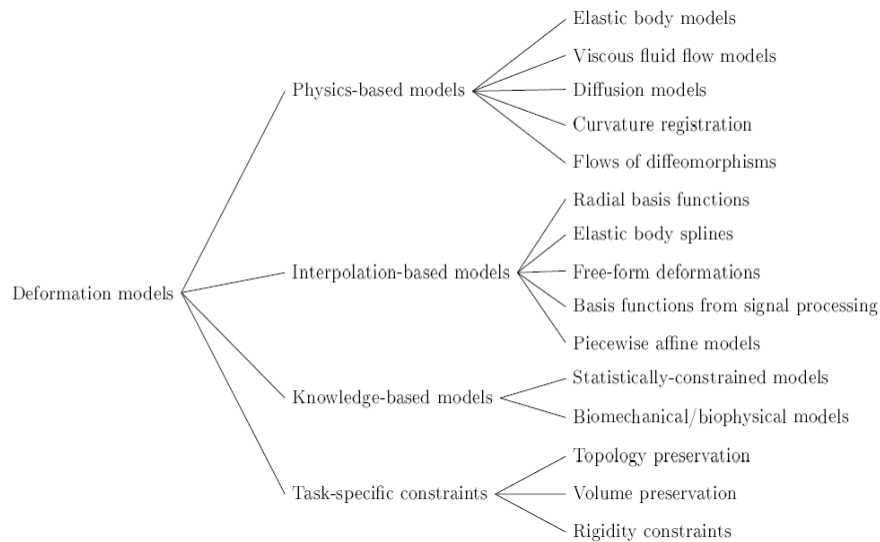 Elastic body models
Viscous fluid flow models
Physics-based models
Diffusion models
Curvature registration
Flows of diffeomorphisms
Radial basis functions
Elastic body splines
Interpolation-based models
Free-form deformations
Deformation models
Basis functions from signal processing
Piecewise affine models
Statistically-constrained models
Knowledge-based models
Biomechanical/biophysical models
Topology preservation
Task-specific constraints
Volume preservation
Rigidity constraints